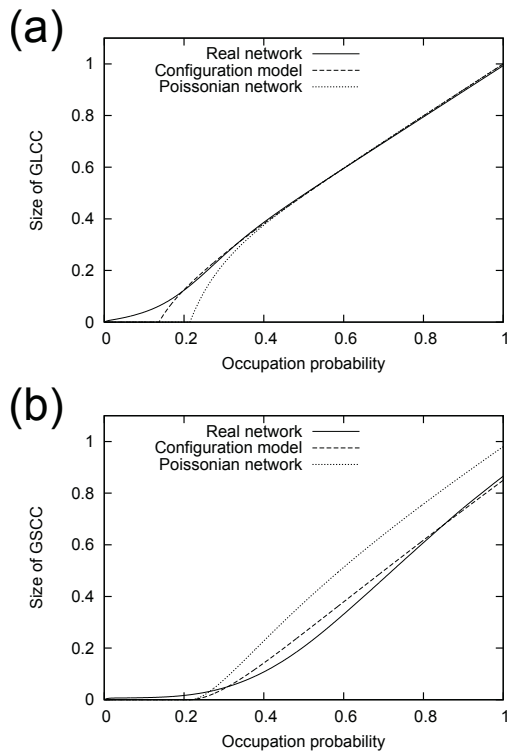 (a)
Real network
Configuration model
Poissonian network
Size of GLCC
1
0.8
0.6
0.4
0.2
0
0 0.2 0.4 0.6 0.8 1
Occupation probability
(b)
Real network
Configuration model
Poissonian network
Size of GSCC
1
0.8
0.6
0.4
0.2
0
0 0.2 0.4 0.6 0.8 1
Occupation probability